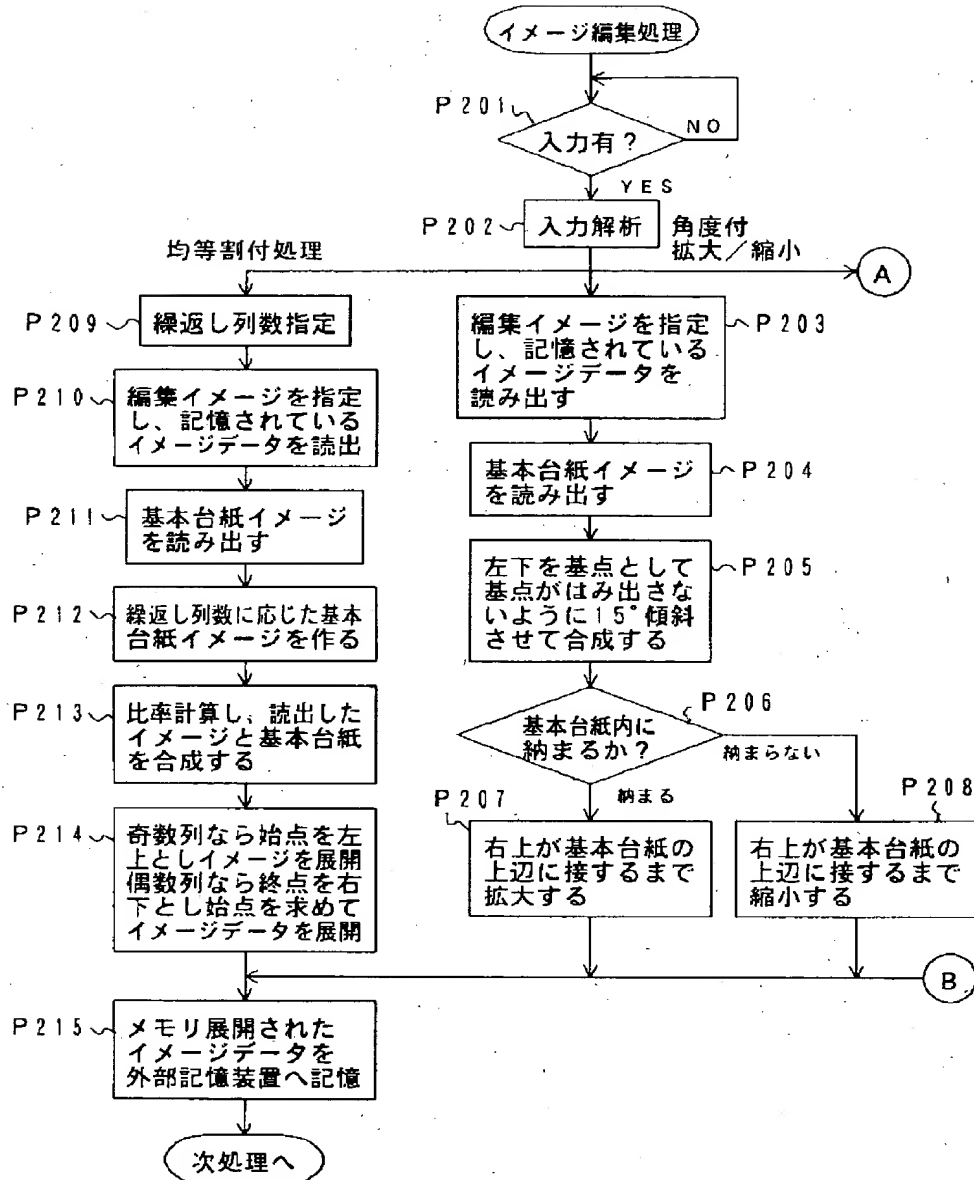 イメージ編集処理
P201
入力有?
NO
YES
P202
入力解析
角度付
拡大/縮小
均等割付処理
A
P209
繰返し列数指定
P203
編集イメージを指定
し、記憶されている
イメージデータを
読み出す
P210
編集イメージを指定
し、記憶されている
イメージデータを読出
P204
基本台紙イメージ
を読み出す
P211
基本台紙イメージ
を読み出す
P205
左下を基点として
基点がはみ出さな
いように15°傾斜
させて合成する
P212
繰返し列数に応じた基本
台紙イメージを作る
P206
基本台紙内に
納まるか?
納まらない
納まる
P213
比率計算し、読出した
イメージと基本台紙
を合成する
P207
右上が基本台紙の
上辺に接するまで
拡大する
P208
右上が基本台紙の
上辺に接するまで
縮小する
P214
奇数列なら始点を左
上としイメージを展開
偶数列なら終点を右
下とし始点を求めて
イメージデータを展開
B
P215
メモリ展開された
イメージデータを
外部記憶装置へ記憶
次処理へ